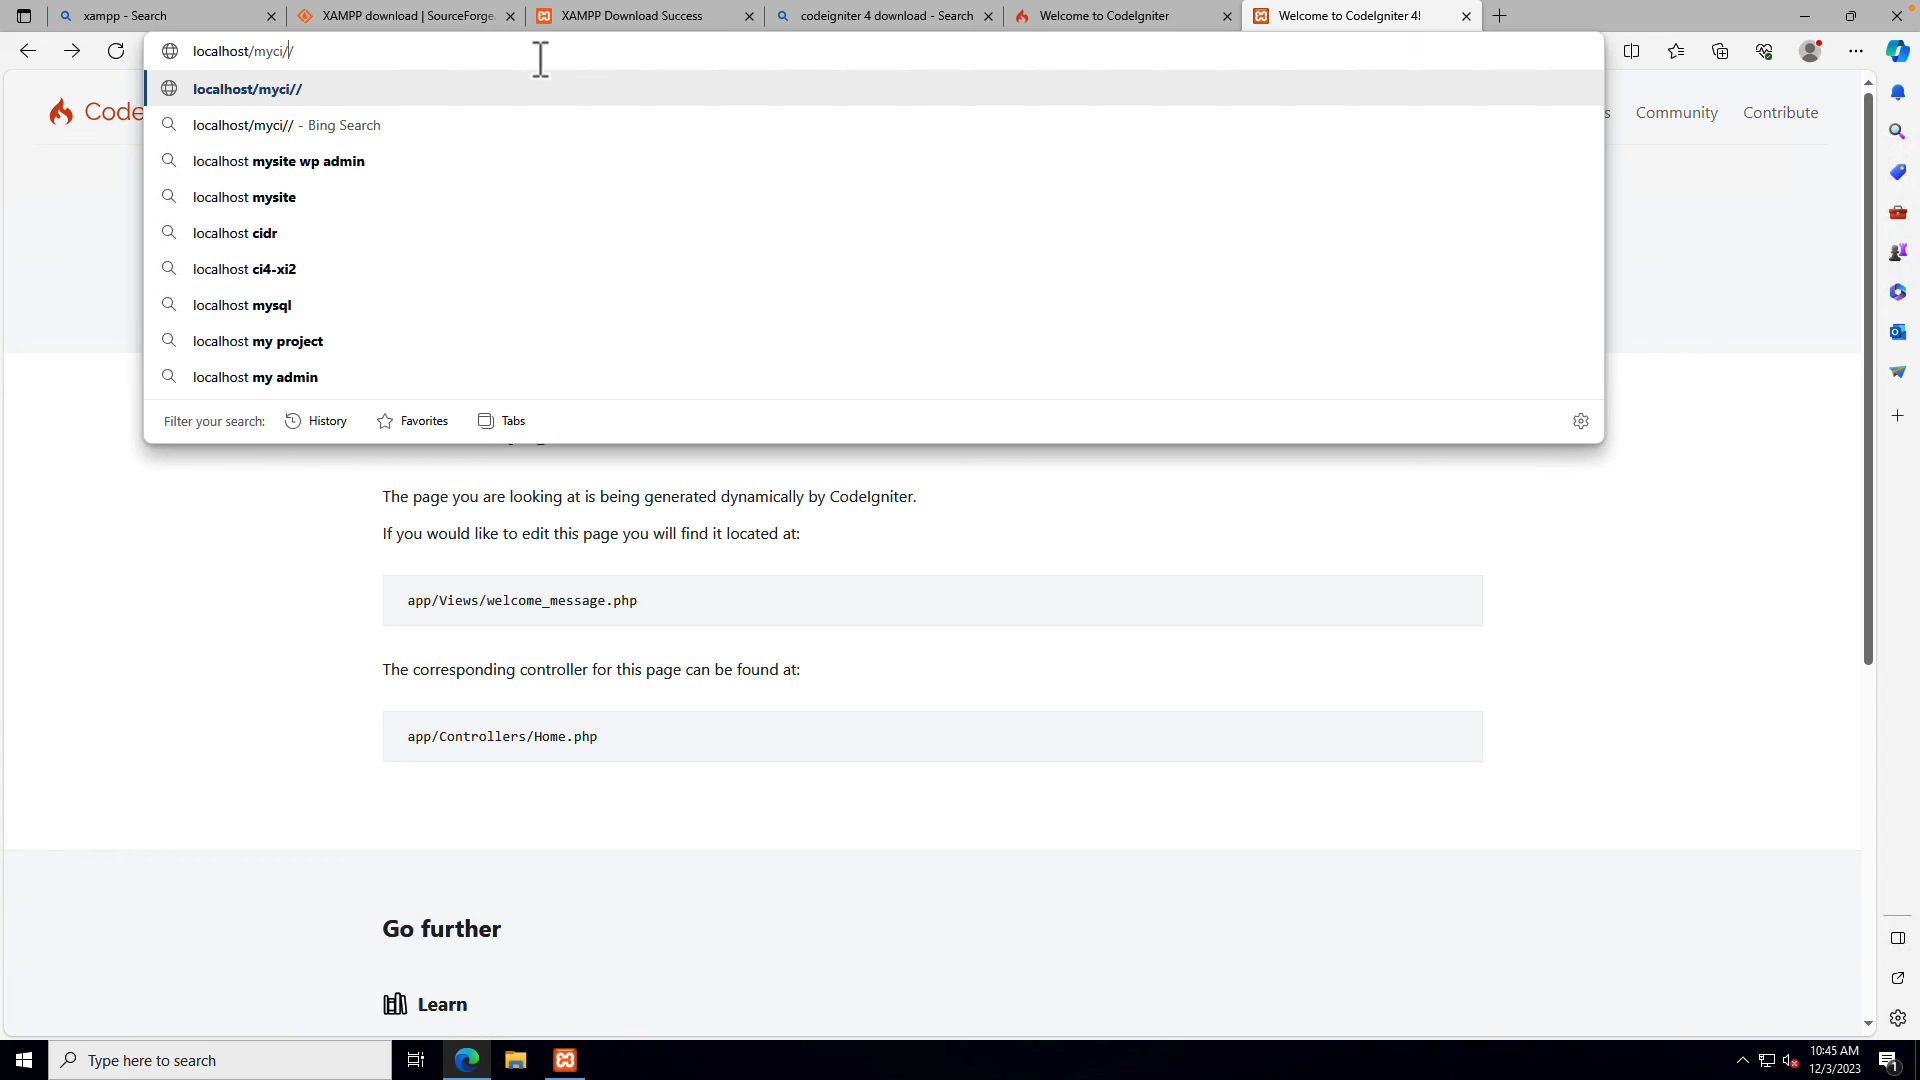 xampp - Search
XAMPP download | SourceForge.
XAMPP Download Success
codeigniter 4 download - Search
Welcome to CodeIgniter
Welcome to CodeIgniter 4!
localhost/myci//
localhost/myci//
localhost/myci// - Bing Search
localhost mysite wp admin
localhost mysite
localhost cidr
localhost ci4-xi2
localhost mysql
localhost my project
localhost my admin
Filter your search: History Favorites Tabs
Community Contribute
The page you are looking at is being generated dynamically by CodeIgniter.
If you would like to edit this page you will find it located at:
app/Views/welcome_message.php
The corresponding controller for this page can be found at:
app/Controllers/Home.php
Go further
Learn
Type here to search
10:45 AM
12/3/2023
1